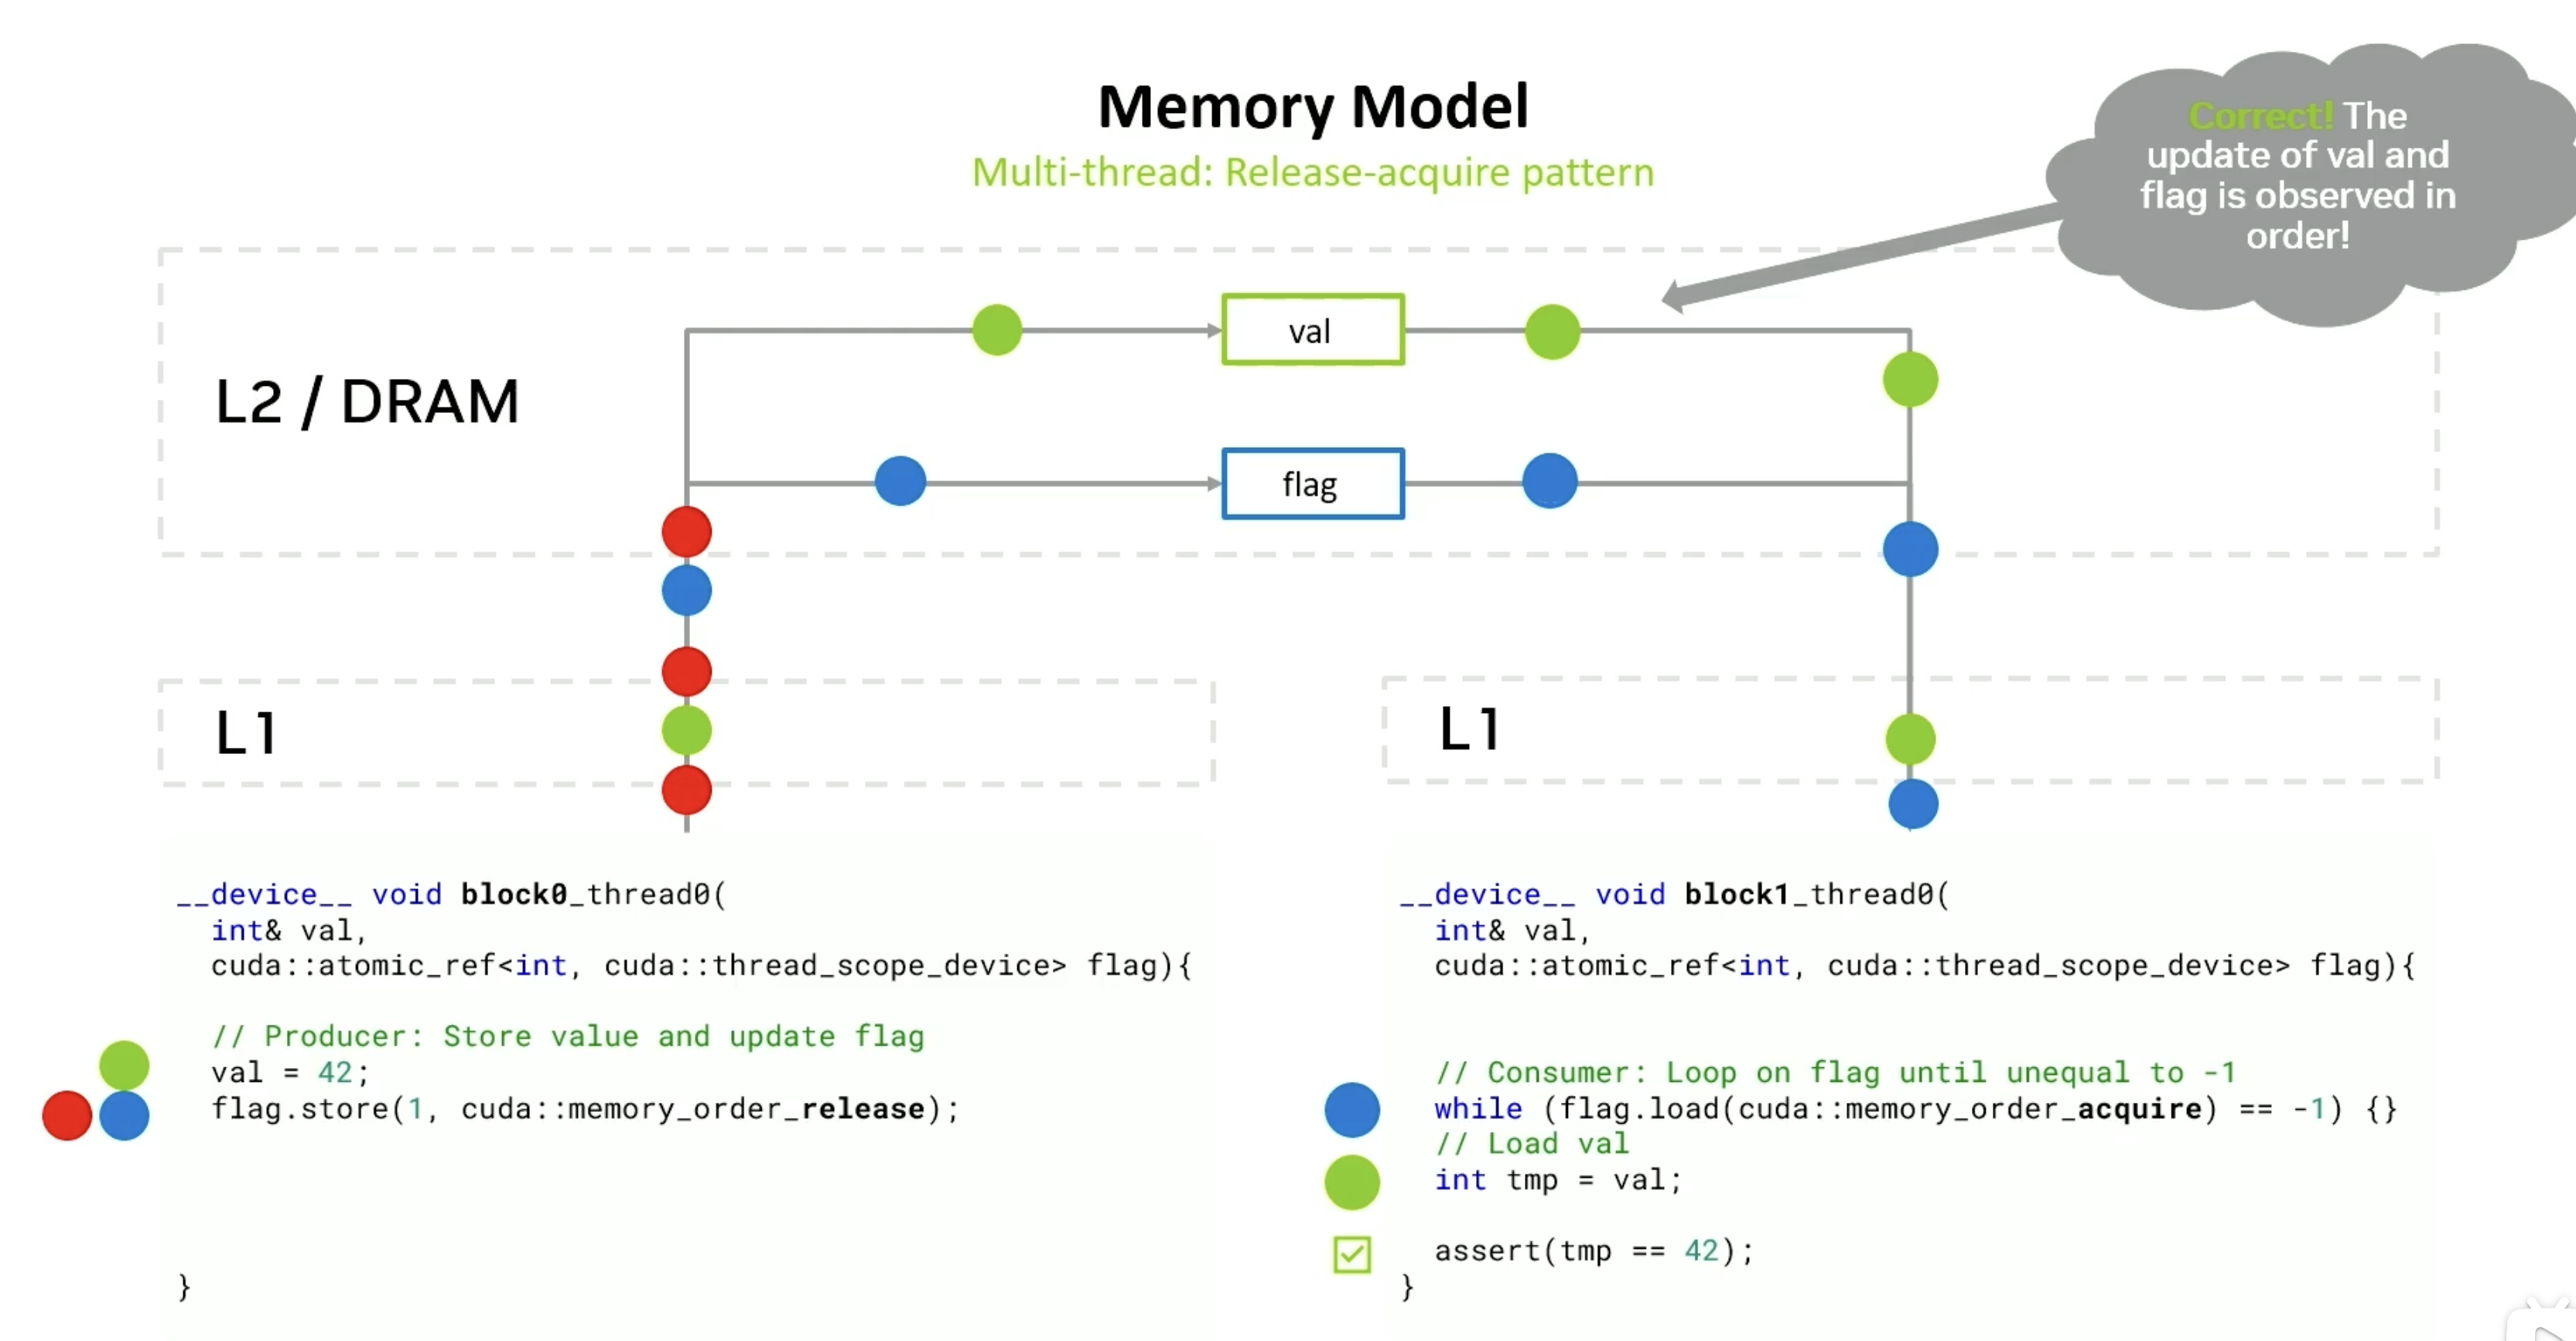 Memory Model
Multi-thread: Release-acquire pattern
Correct! The
update of val and
flag is observed in
order!
L2 / DRAM
val
flag
L1
L1
__device__ void block0_thread0(
int& val,
cuda::atomic_ref<int, cuda::thread_scope_device> flag){
// Producer: Store value and update flag
val = 42;
flag.store(1, cuda::memory_order_release);
}
__device__ void block1_thread0(
int& val,
cuda::atomic_ref<int, cuda::thread_scope_device> flag){
// Consumer: Loop on flag until unequal to -1
while (flag.load(cuda::memory_order_acquire) == -1) {}
// Load val
int tmp = val;
assert(tmp == 42);
}